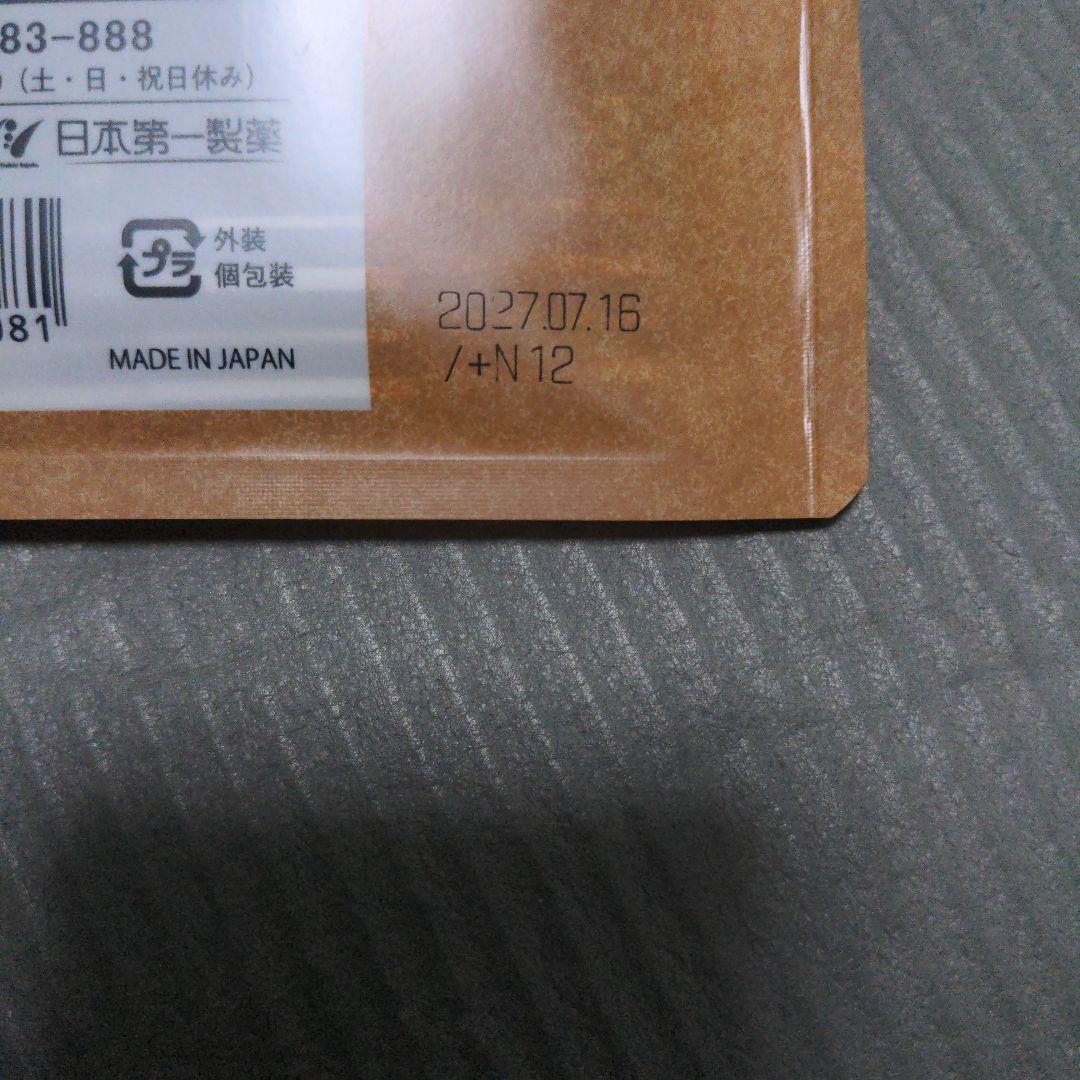 83-888
(土・日・祝日休み)
日本第一製薬
プラ
外装
個包装
081
MADE IN JAPAN
2027.07.16
/+N12